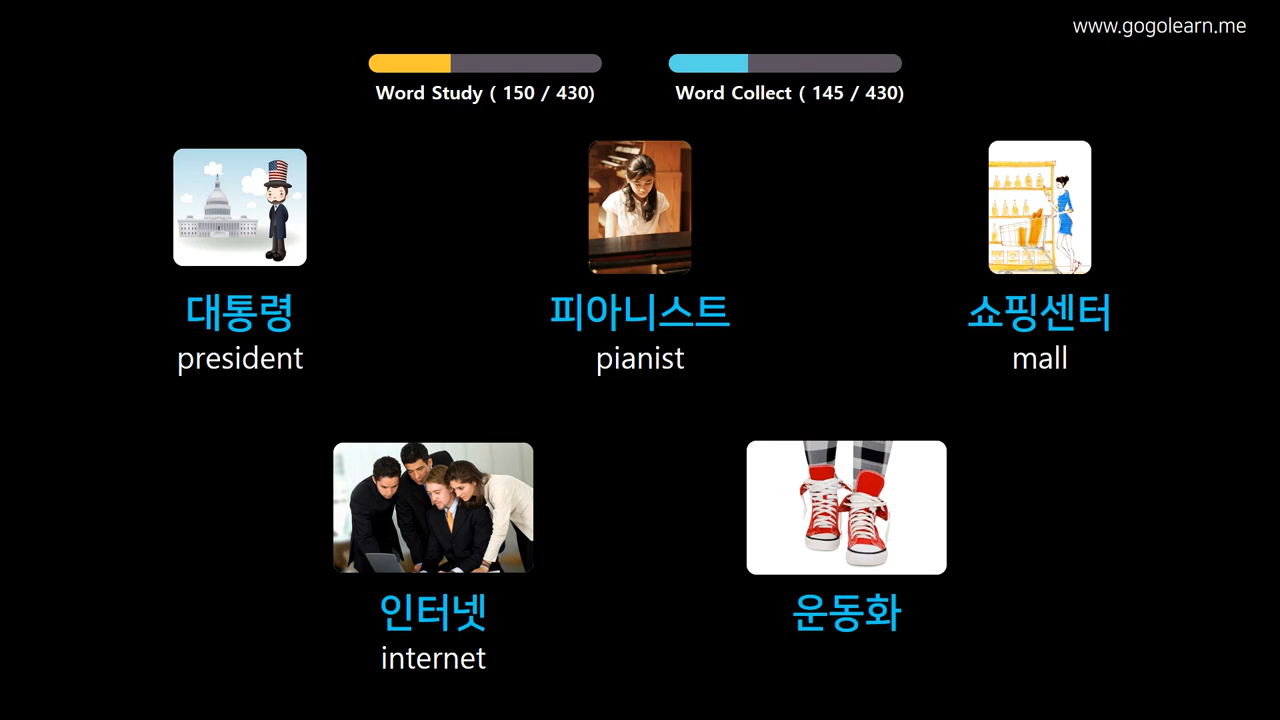 www.gogolearn.me
Word Study ( 150 / 430)
Word Collect ( 145 / 430)
대통령
president
피아니스트
pianist
쇼핑센터
mall
인터넷
internet
운동화